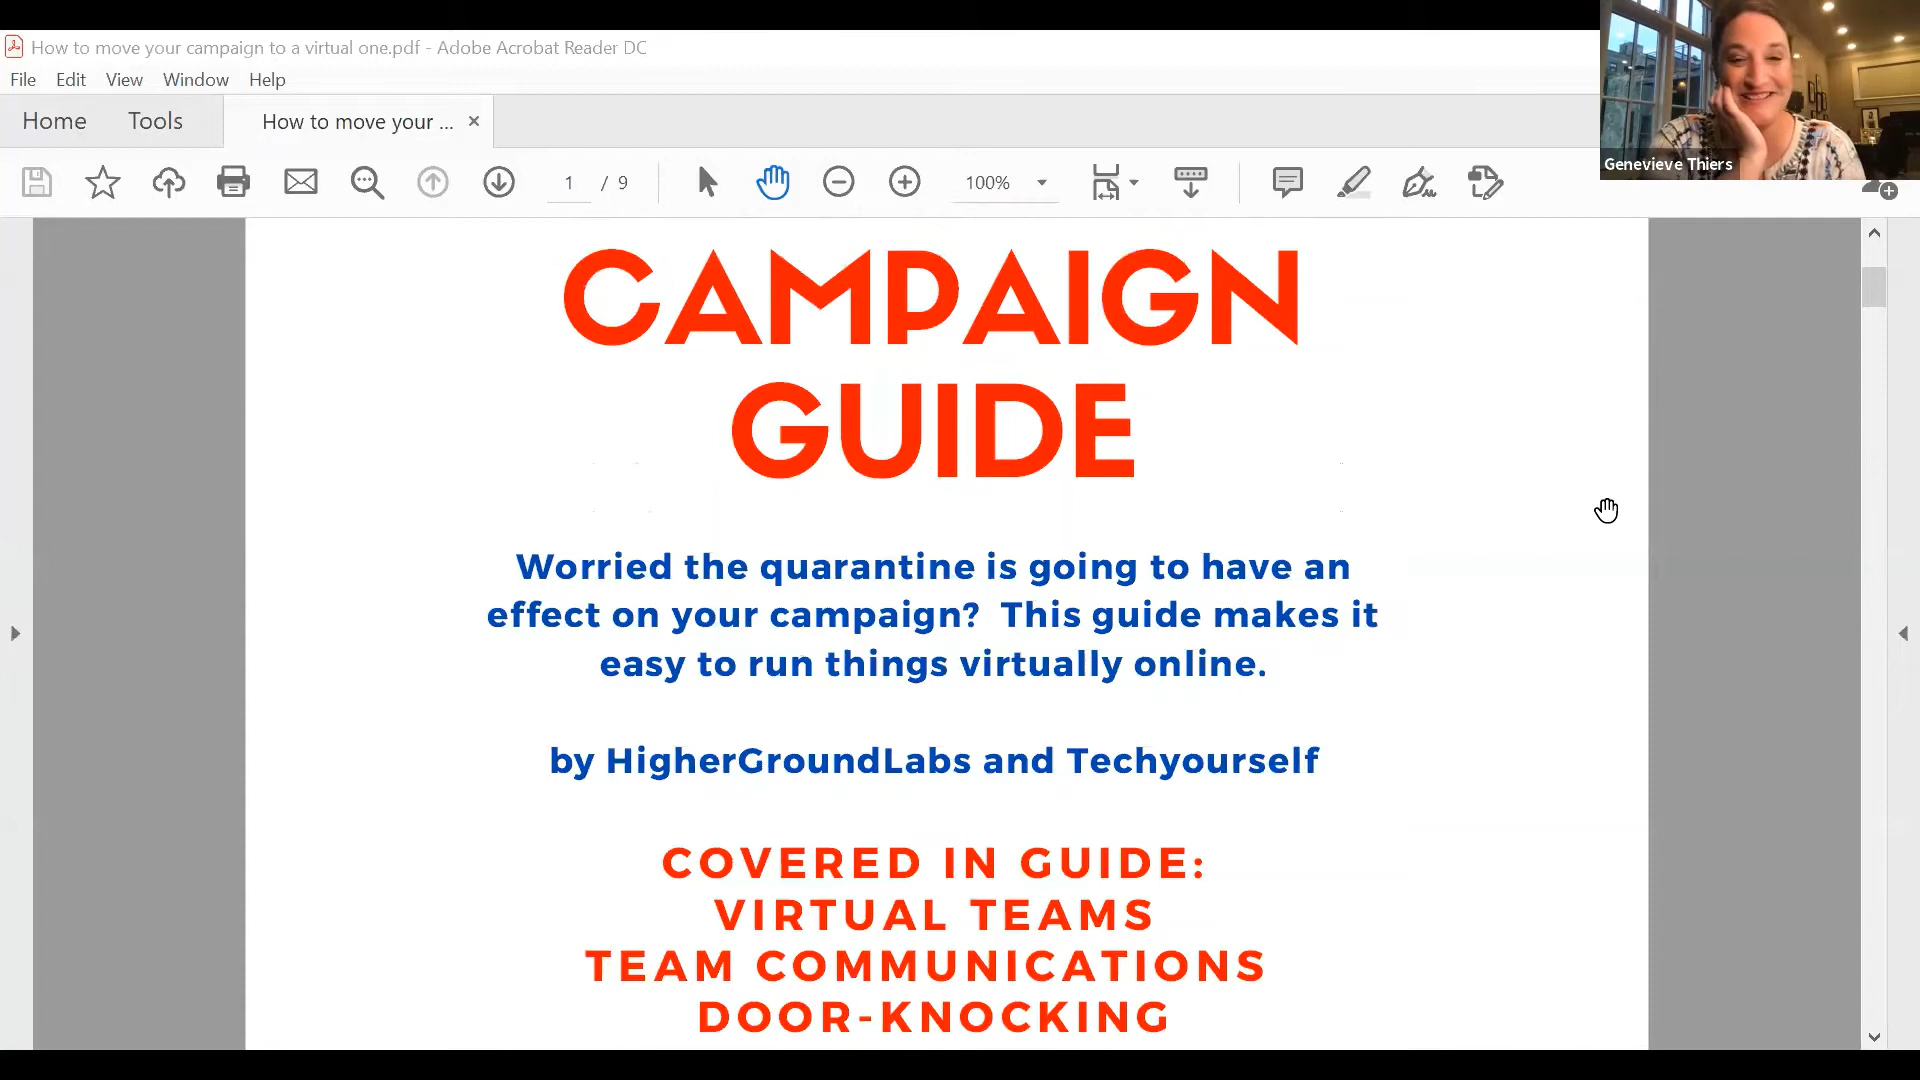 How to move your campaign to a virtual one.pdf - Adobe Acrobat Reader DC
File Edit View Window Help
Home Tools How to move your ...
1 / 9 100%
Genevieve Thiers
CAMPAIGN
GUIDE
Worried the quarantine is going to have an
effect on your campaign? This guide makes it
easy to run things virtually online.
by HigherGroundLabs and Techyourself
COVERED IN GUIDE:
VIRTUAL TEAMS
TEAM COMMUNICATIONS
DOOR-KNOCKING